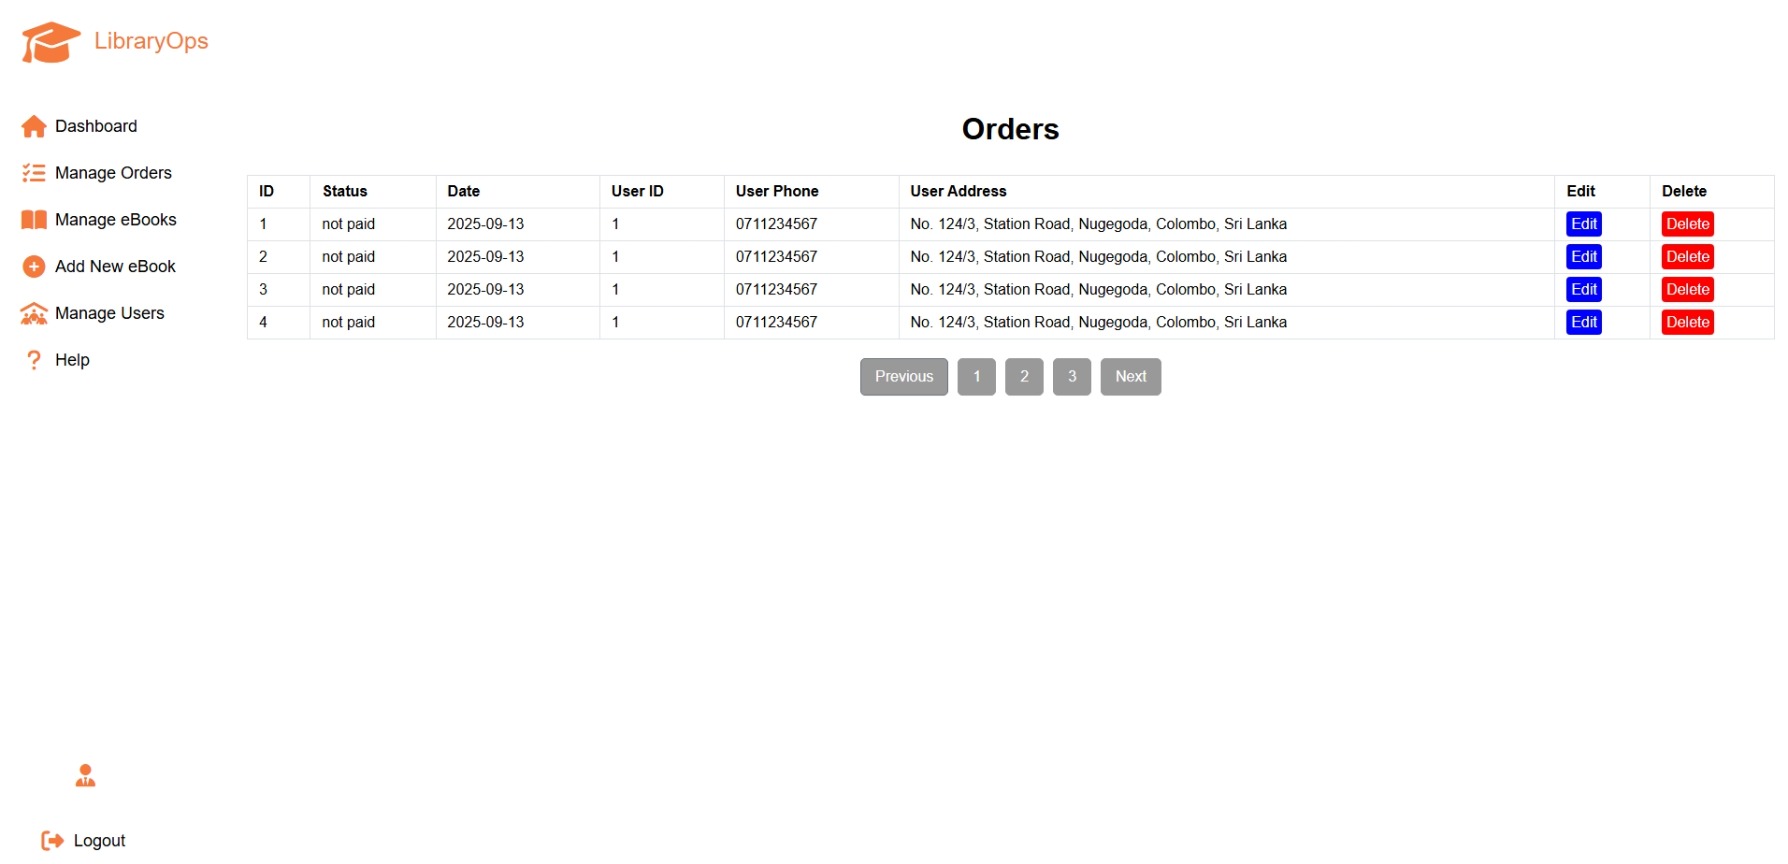 LibraryOps
Dashboard
Manage Orders
Manage eBooks
Add New eBook
Manage Users
Help
Logout
Orders
ID Status Date User ID User Phone User Address Edit Delete
1 not paid 2025-09-13 1 0711234567 No. 124/3, Station Road, Nugegoda, Colombo, Sri Lanka Edit Delete
2 not paid 2025-09-13 1 0711234567 No. 124/3, Station Road, Nugegoda, Colombo, Sri Lanka Edit Delete
3 not paid 2025-09-13 1 0711234567 No. 124/3, Station Road, Nugegoda, Colombo, Sri Lanka Edit Delete
4 not paid 2025-09-13 1 0711234567 No. 124/3, Station Road, Nugegoda, Colombo, Sri Lanka Edit Delete
Previous 1 2 3 Next